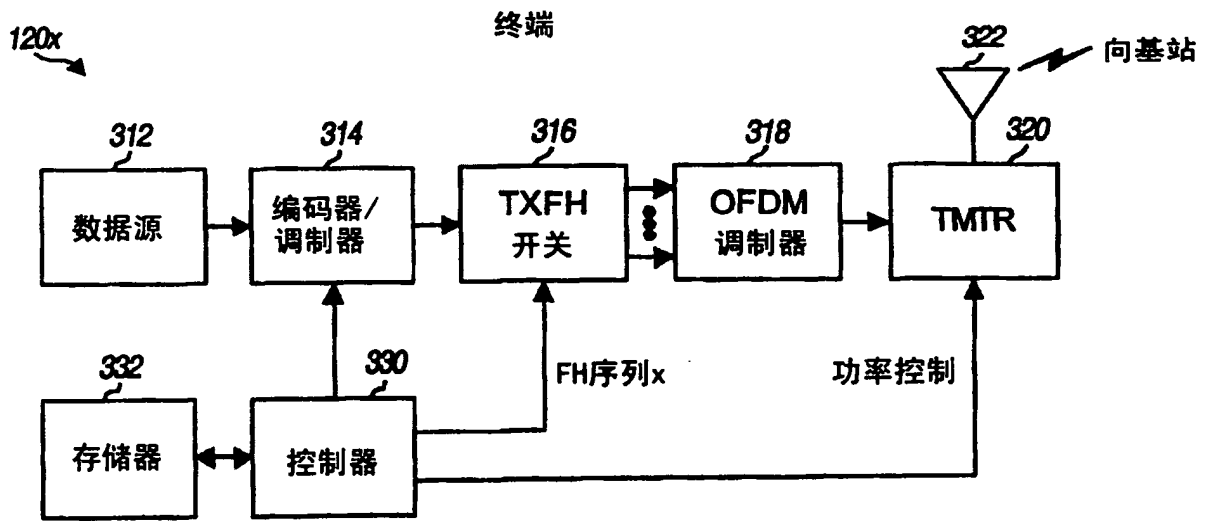 终端
120x
322
向基站
312
314
316
318
320
数据源
编码器/
调制器
TXFH
开关
OFDM
调制器
TMTR
332
330
FH序列x
功率控制
存储器
控制器